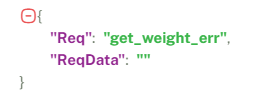 {
"Req": "get_weight_err",
"ReqData": ""
}